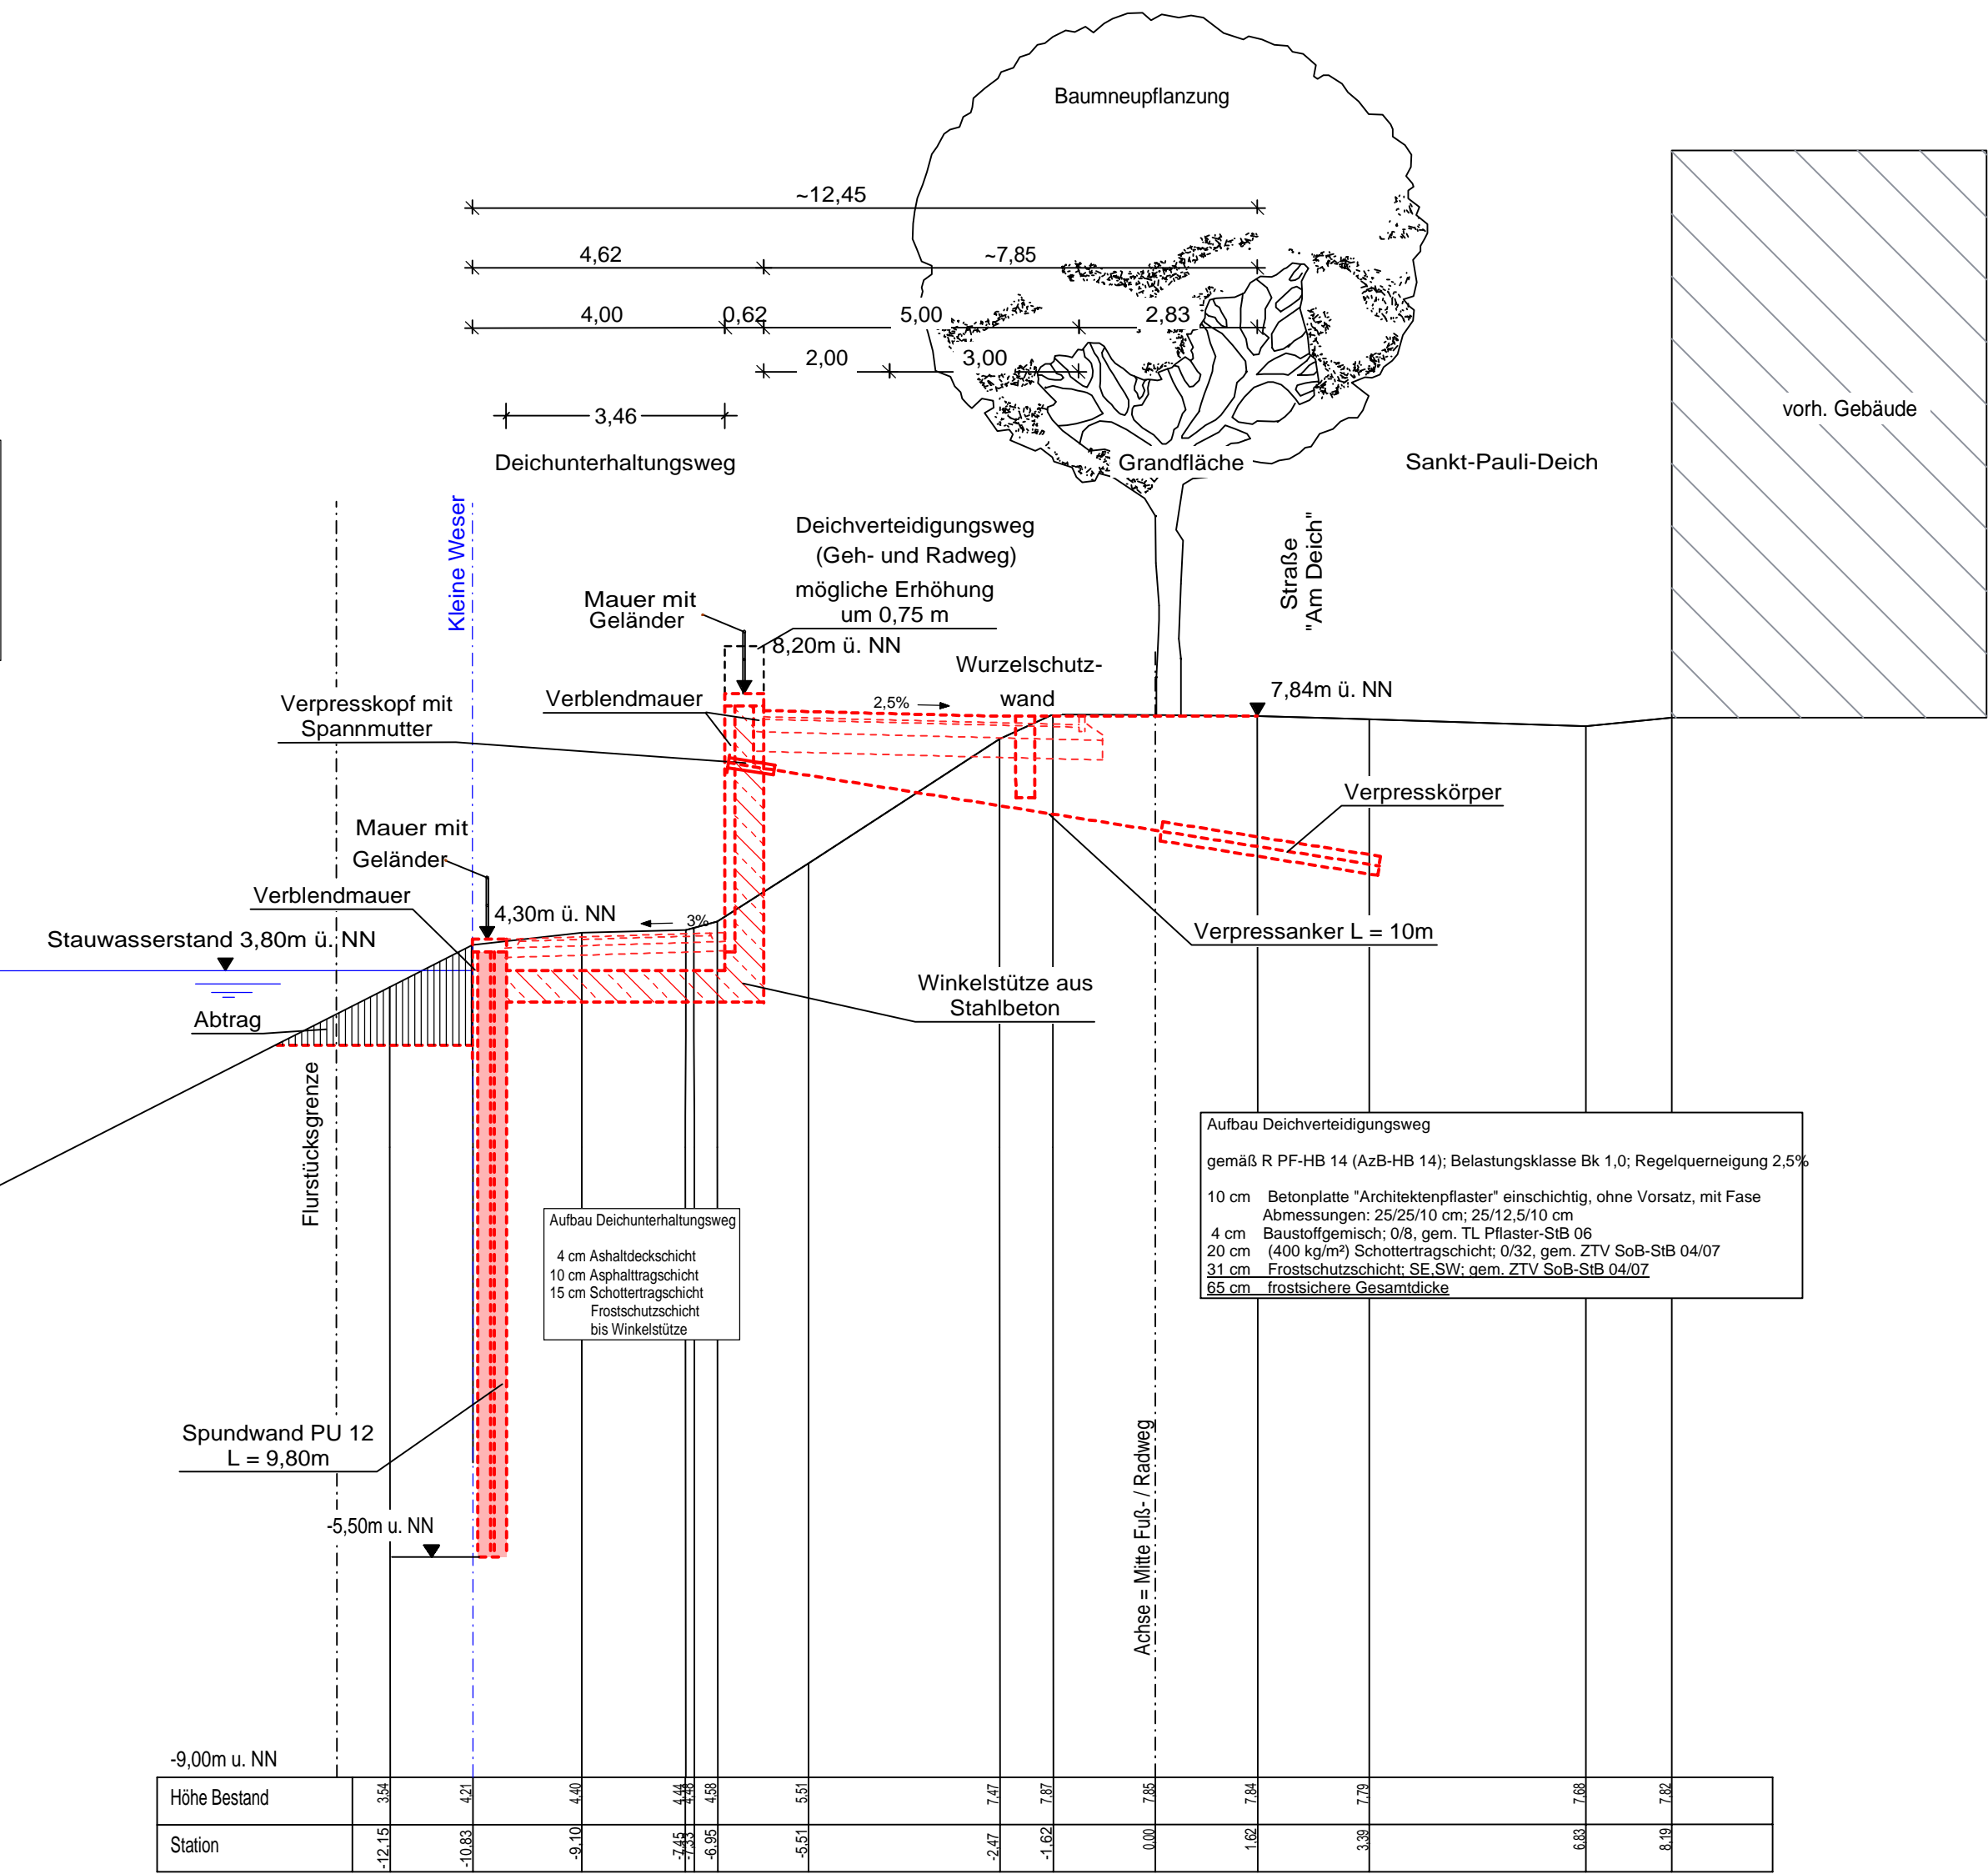 Baumneupflanzung
~12,45
4,62
~7,85
4,00
0,62
5,00
2,83
2,00
3,00
3,46
vorh. Gebäude
Deichunterhaltungsweg
Grandfläche
Sankt-Pauli-Deich
Kleine Weser
Deichverteidigungsweg
(Geh- und Radweg)
mögliche Erhöhung
um 0,75 m
Straße
"Am Deich"
Mauer mit
Geländer
8,20m ü. NN
Wurzelschutz-
wand
7,84m ü. NN
Verpresskopf mit
Spannmutter
Verblendmauer
2,5%
Verpresskörper
Mauer mit
Geländer
Verblendmauer
4,30m ü. NN
3%
Verpressanker L = 10m
Stauwasserstand 3,80m ü. NN
Winkelstütze aus
Stahlbeton
Abtrag
Flurstücksgrenze
Aufbau Deichverteidigungsweg
gemäß R PF-HB 14 (AzB-HB 14); Belastungsklasse Bk 1,0; Regelquerneigung 2,5%
10 cm Betonplatte "Architektenpflaster" einschichtig, ohne Vorsatz, mit Fase
Abmessungen: 25/25/10 cm; 25/12,5/10 cm
4 cm Baustoffgemisch; 0/8, gem. TL Pflaster-StB 06
20 cm (400 kg/m²) Schottertragschicht; 0/32, gem. ZTV SoB-StB 04/07
31 cm Frostschutzschicht; SE,SW; gem. ZTV SoB-StB 04/07
65 cm frostsichere Gesamtdicke
Aufbau Deichunterhaltungsweg
4 cm Ashaltdeckschicht
10 cm Asphalttragschicht
15 cm Schottertragschicht
Frostschutzschicht
bis Winkelstütze
Spundwand PU 12
L = 9,80m
-5,50m u. NN
Achse = Mitte Fuß- / Radweg
-9,00m u. NN
Höhe Bestand 3,54 4,21 4,40 4,44 4,48 4,58 5,51 7,47 7,87 7,85 7,84 7,79 7,68 7,82
Station -12,15 -10,83 -9,10 -7,45 -7,33 -6,95 -5,51 -2,47 -1,62 0,00 1,62 3,39 6,83 8,19